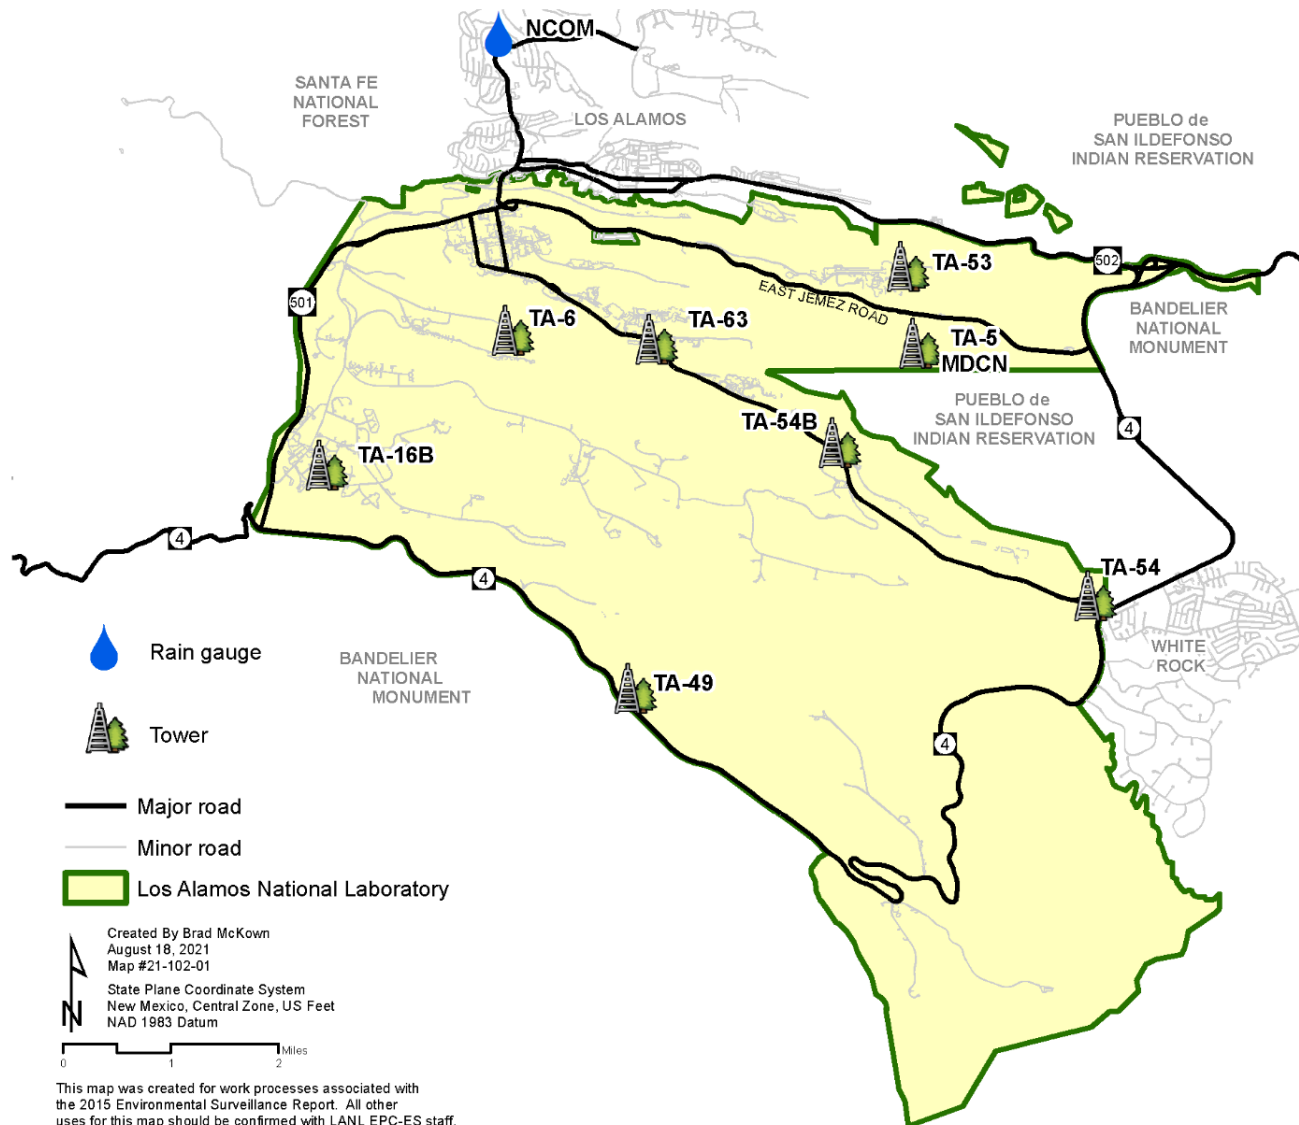 NCOM
SANTA FE
NATIONAL
FOREST
LOS ALAMOS
PUEBLO de
SAN ILDEFONSO
INDIAN RESERVATION
TA-53
502
EAST JEMEZ ROAD
501
TA-6
TA-63
TA-5
MDCN
BANDELIER
NATIONAL
MONUMENT
PUEBLO de
SAN ILDEFONSO
INDIAN RESERVATION
TA-54B
4
TA-16B
4
4
TA-54
WHITE
ROCK
BANDELIER
NATIONAL
MONUMENT
TA-49
4
Rain gauge
Tower
Major road
Minor road
Los Alamos National Laboratory
Created By Brad McKown
August 18, 2021
Map #21-102-01
State Plane Coordinate System
New Mexico, Central Zone, US Feet
NAD 1983 Datum
N
Miles
0 1 2
This map was created for work processes associated with
the 2015 Environmental Surveillance Report. All other
uses for this map should be confirmed with LANL EPC-ES staff.